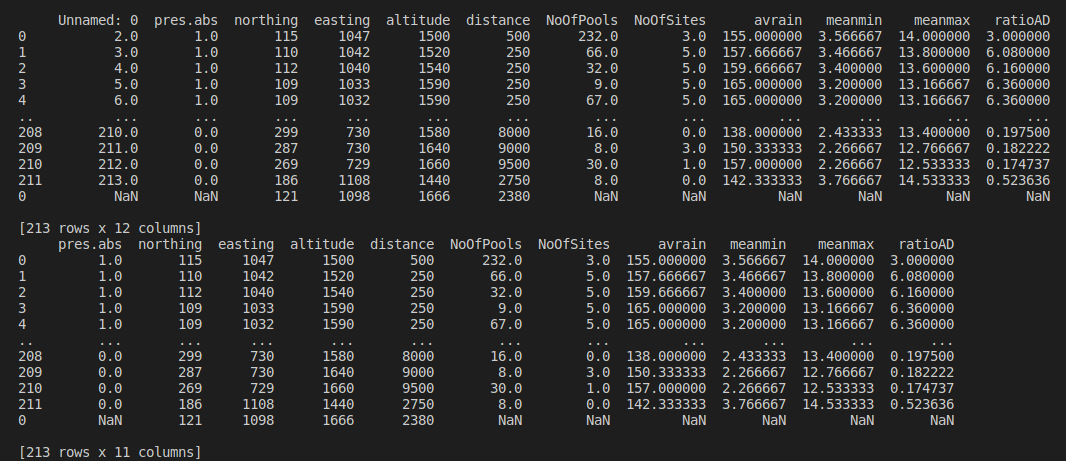 Unnamed: 0 pres.abs northing easting altitude distance NoOfPools NoOfSites avrain meanmin meanmax ratioAD
0 2.0 1.0 115 1047 1500 500 232.0 3.0 155.000000 3.566667 14.000000 3.000000
1 3.0 1.0 110 1042 1520 250 66.0 5.0 157.666667 3.466667 13.800000 6.080000
2 4.0 1.0 112 1040 1540 250 32.0 5.0 159.666667 3.400000 13.600000 6.160000
3 5.0 1.0 109 1033 1590 250 9.0 5.0 165.000000 3.200000 13.166667 6.360000
4 6.0 1.0 109 1032 1590 250 67.0 5.0 165.000000 3.200000 13.166667 6.360000
.. ... ... ... ... ... ... ... ... ... ... ... ...
208 210.0 0.0 299 730 1580 8000 16.0 0.0 138.000000 2.433333 13.400000 0.197500
209 211.0 0.0 287 730 1640 9000 8.0 3.0 150.333333 2.266667 12.766667 0.182222
210 212.0 0.0 269 729 1660 9500 30.0 1.0 157.000000 2.266667 12.533333 0.174737
211 213.0 0.0 186 1108 1440 2750 8.0 0.0 142.333333 3.766667 14.533333 0.523636
0 NaN NaN 121 1098 1666 2380 NaN NaN NaN NaN NaN NaN
[213 rows x 12 columns]
pres.abs northing easting altitude distance NoOfPools NoOfSites avrain meanmin meanmax ratioAD
0 1.0 115 1047 1500 500 232.0 3.0 155.000000 3.566667 14.000000 3.000000
1 1.0 110 1042 1520 250 66.0 5.0 157.666667 3.466667 13.800000 6.080000
2 1.0 112 1040 1540 250 32.0 5.0 159.666667 3.400000 13.600000 6.160000
3 1.0 109 1033 1590 250 9.0 5.0 165.000000 3.200000 13.166667 6.360000
4 1.0 109 1032 1590 250 67.0 5.0 165.000000 3.200000 13.166667 6.360000
.. ... ... ... ... ... ... ... ... ... ... ...
208 0.0 299 730 1580 8000 16.0 0.0 138.000000 2.433333 13.400000 0.197500
209 0.0 287 730 1640 9000 8.0 3.0 150.333333 2.266667 12.766667 0.182222
210 0.0 269 729 1660 9500 30.0 1.0 157.000000 2.266667 12.533333 0.174737
211 0.0 186 1108 1440 2750 8.0 0.0 142.333333 3.766667 14.533333 0.523636
0 NaN 121 1098 1666 2380 NaN NaN NaN NaN NaN NaN
[213 rows x 11 columns]